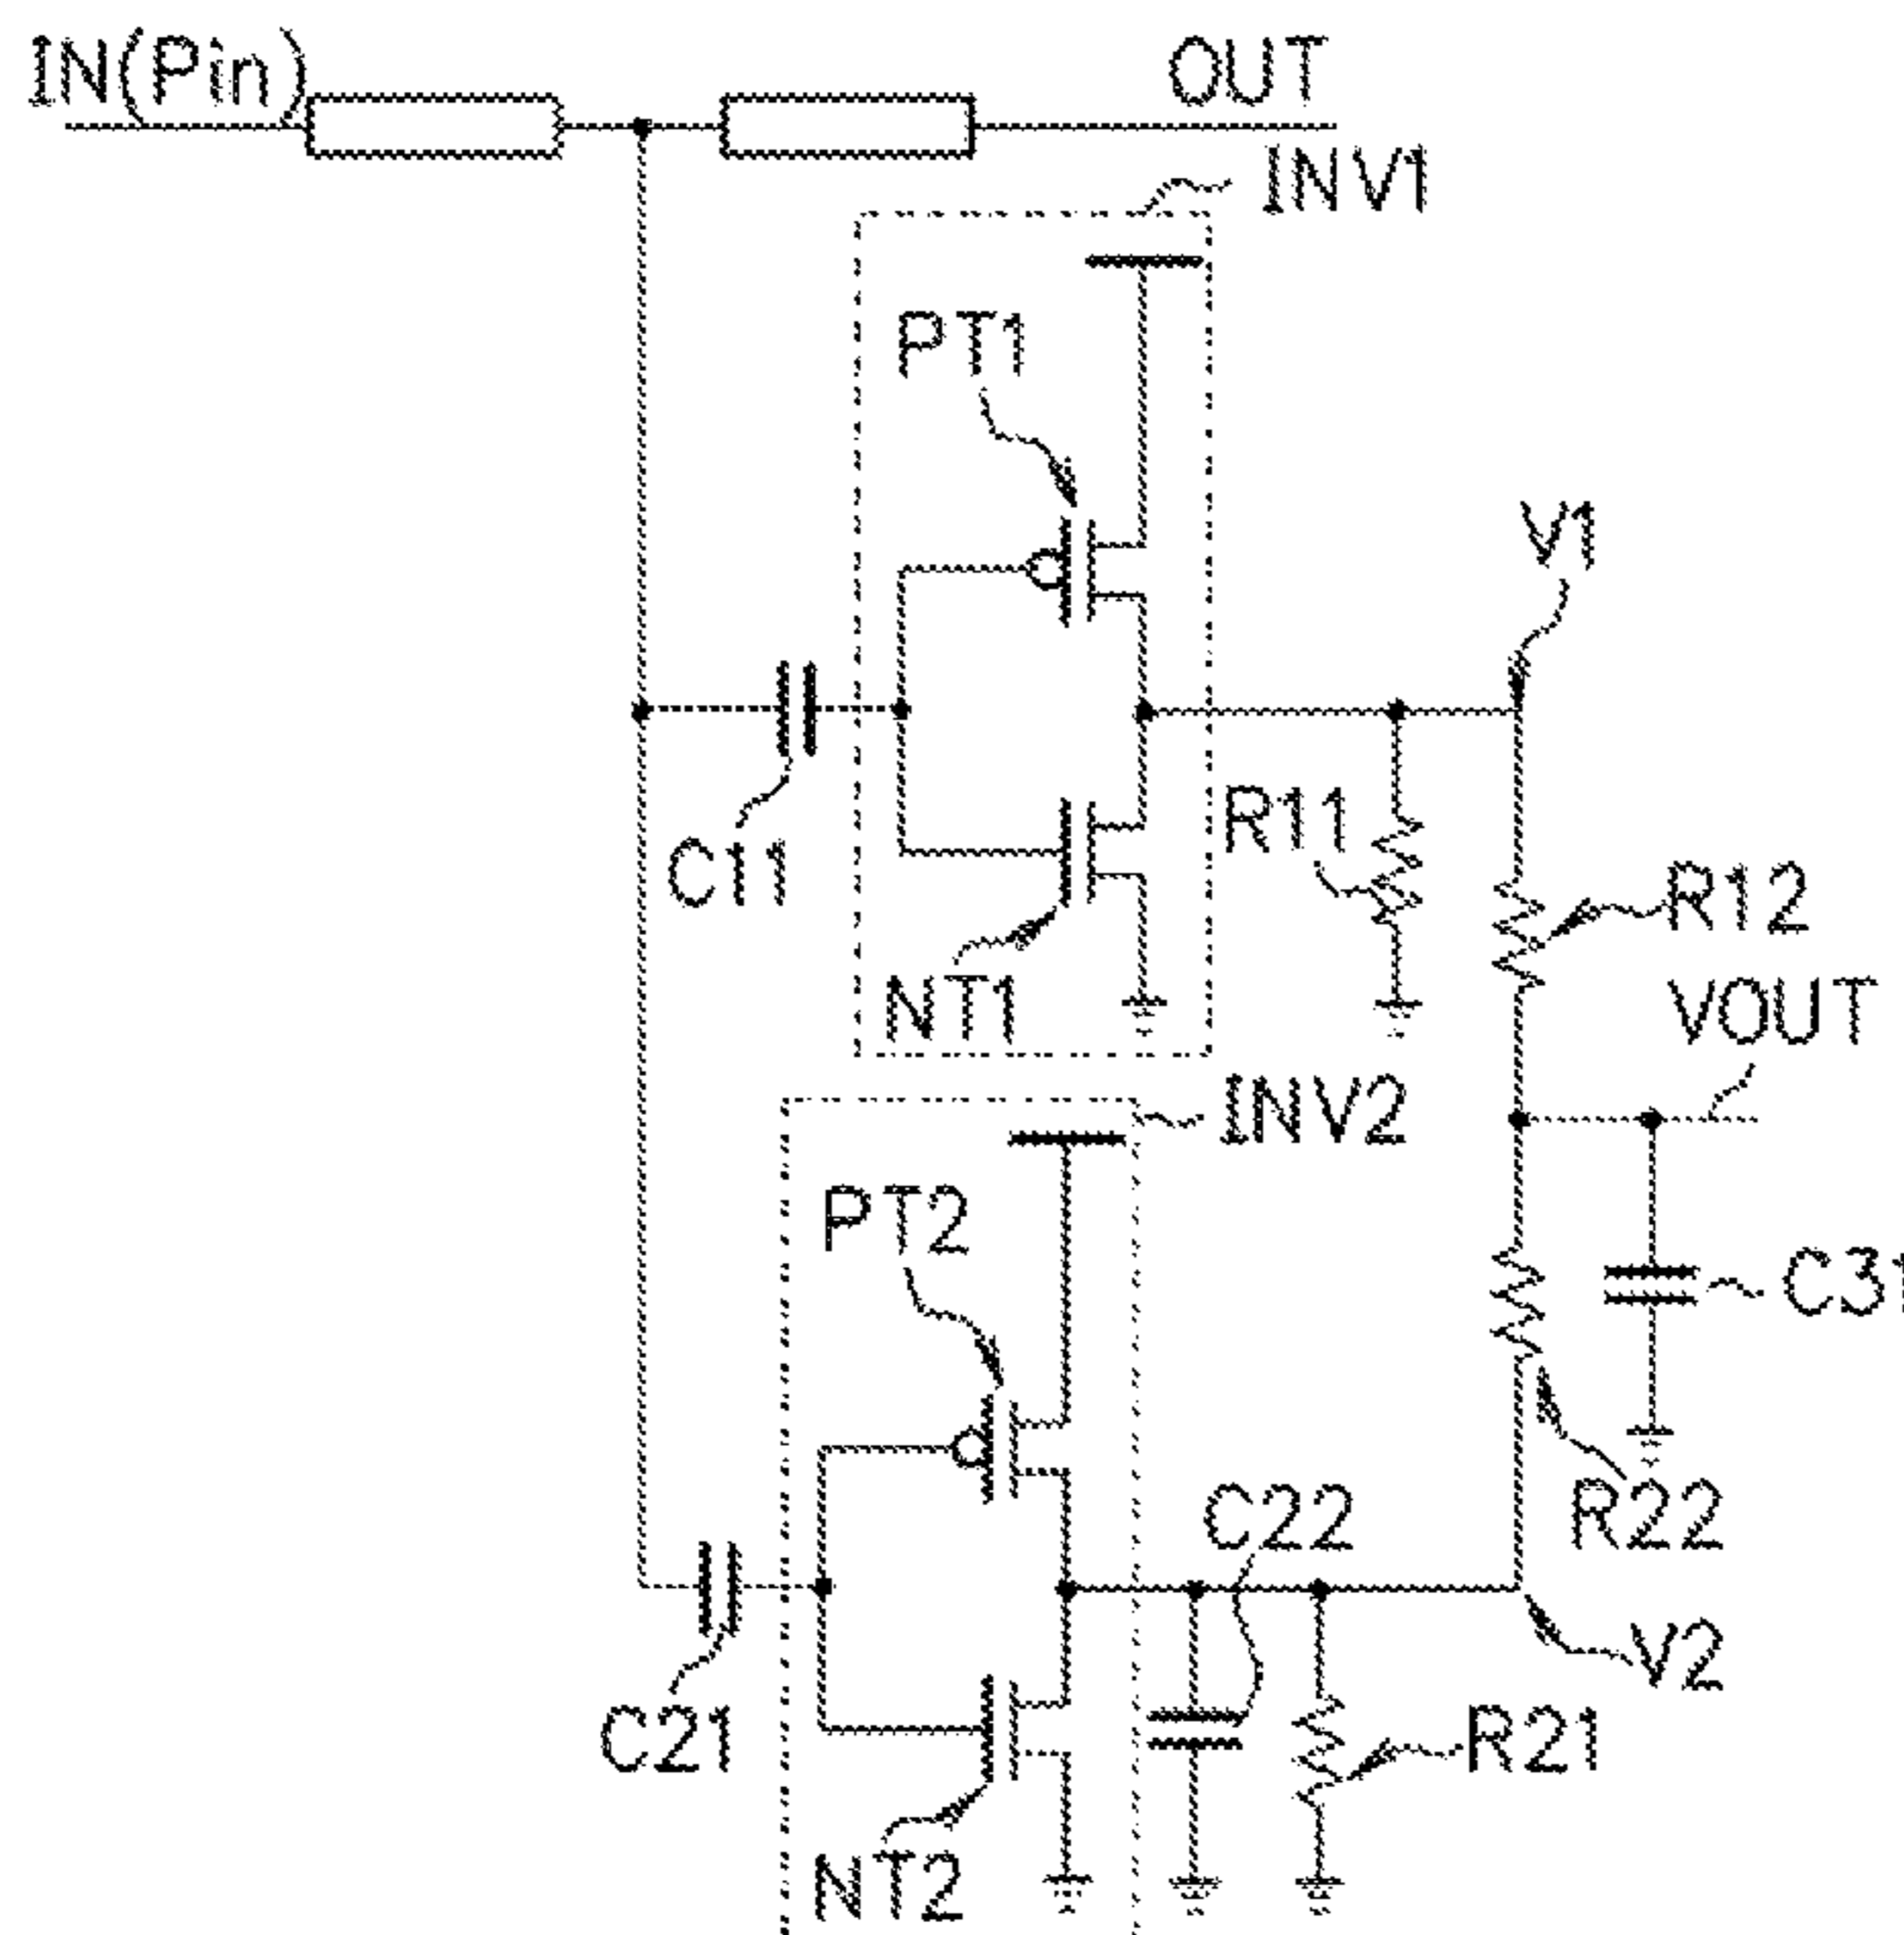 IN(Pin)
OUT
INV1
PT1
V1
C11
R11
R12
NT1
VOUT
INV2
PT2
C31
C22
R22
V2
C21
R21
NT2